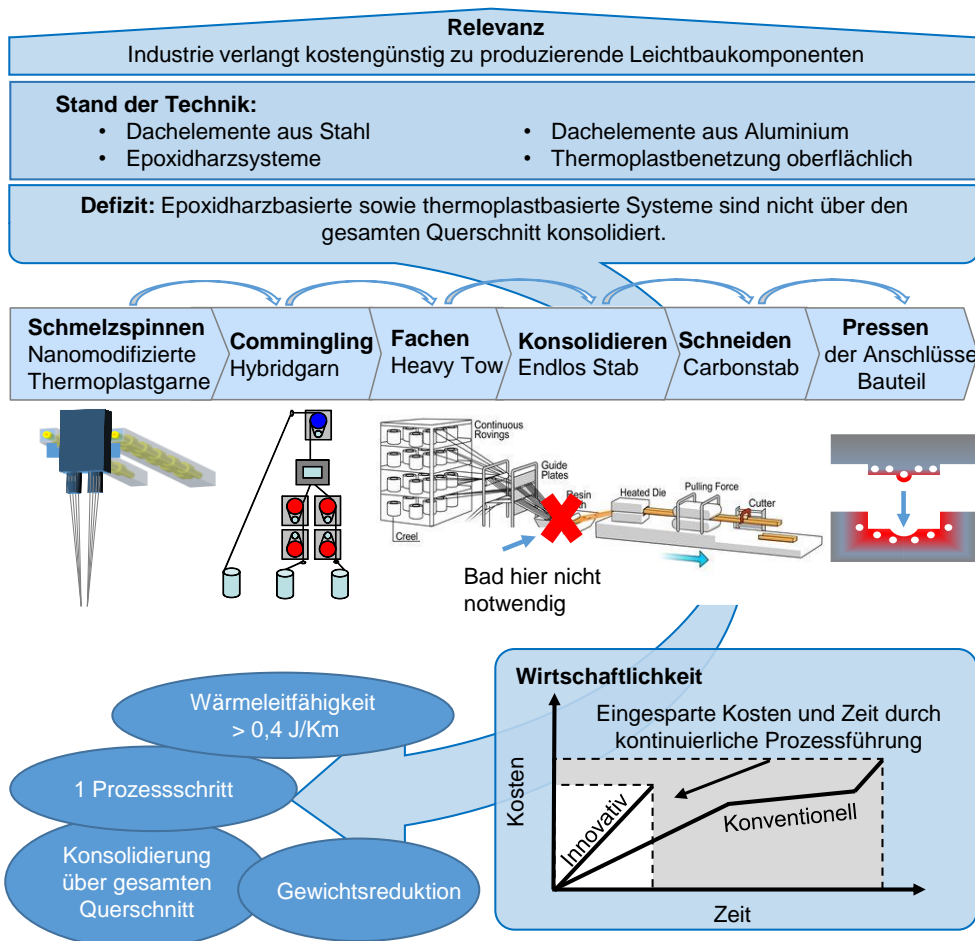 Relevanz
Industrie verlangt kostengünstig zu produzierende Leichtbaukomponenten
Stand der Technik:
• Dachelemente aus Stahl
• Epoxidharzsysteme
• Dachelemente aus Aluminium
• Thermoplastbenetzung oberflächlich
Defizit: Epoxidharzbasierte sowie thermoplastbasierte Systeme sind nicht über den
gesamten Querschnitt konsolidiert.
Schmelzspinnen
Nanomodifizierte
Thermoplastgarne
Commingling
Hybridgarn
Fachen
Heavy Tow
Konsolidieren
Endlos Stab
Schneiden
Carbonstab
Pressen
der Anschlüsse
Bauteil
Continuous
Rovings
Guide
Plates
Resin
Heated Die
Pulling Force
Cutter
Creel
Bad hier nicht
notwendig
Wärmeleitfähigkeit
> 0,4 J/Km
1 Prozessschritt
Konsolidierung
über gesamten
Querschnitt
Gewichtsreduktion
Wirtschaftlichkeit
Eingesparte Kosten und Zeit durch
kontinuierliche Prozessführung
Kosten
Innovativ
Konventionell
Zeit